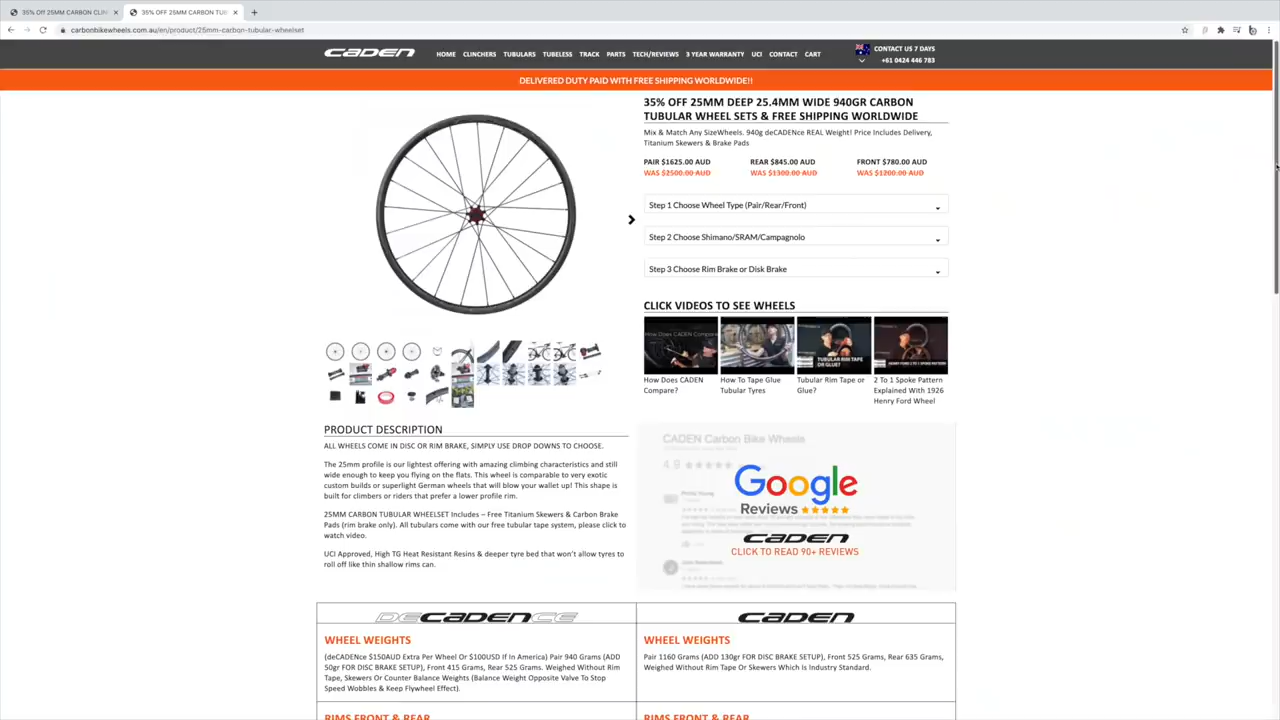 35% Off 25MM CARBON CLIN
35% OFF 25MM CARBON TUB
carbonbikewheels.com.au/en/product/25mm-carbon-tubular-wheelset
CADEN
HOME CLINCHERS TUBULARS TUBELESS TRACK PARTS TECH/REVIEWS 3 YEAR WARRANTY UCI CONTACT CART
CONTACT US 7 DAYS
+61 0424 446 783
DELIVERED DUTY PAID WITH FREE SHIPPING WORLDWIDE!!
35% OFF 25MM DEEP 25.4MM WIDE 940GR CARBON
TUBULAR WHEEL SETS & FREE SHIPPING WORLDWIDE
Mix & Match Any SizeWheels. 940g deCADENce REAL Weight! Price Includes Delivery,
Titanium Skewers & Brake Pads
PAIR $1625.00 AUD REAR $845.00 AUD FRONT $780.00 AUD
WAS $2500.00 AUD WAS $1300.00 AUD WAS $1200.00 AUD
Step 1 Choose Wheel Type (Pair/Rear/Front)
Step 2 Choose Shimano/SRAM/Campagnolo
Step 3 Choose Rim Brake or Disk Brake
CLICK VIDEOS TO SEE WHEELS
How Does CADEN Compare
TUBULAR RIM TAPE
OR GLUE?
How Does CADEN
Compare?
How To Tape Glue
Tubular Tyres
Tubular Rim Tape or
Glue?
2 To 1 Spoke Pattern
Explained With 1926
Henry Ford Wheel
PRODUCT DESCRIPTION
ALL WHEELS COME IN DISC OR RIM BRAKE, SIMPLY USE DROP DOWNS TO CHOOSE.
The 25mm profile is our lightest offering with amazing climbing characteristics and still
wide enough to keep you flying on the flats. This wheel is comparable to very exotic
custom builds or superlight German wheels that will blow your wallet up! This shape is
built for climbers or riders that prefer a lower profile rim.
25MM CARBON TUBULAR WHEELSET Includes – Free Titanium Skewers & Carbon Brake
Pads (rim brake only). All tubulars come with our free tubular tape system, please click to
watch video.
UCI Approved, High TG Heat Resistant Resins & deeper tyre bed that won't allow tyres to
roll off like thin shallow rims can.
CADEN Carbon Bike Wheels
4.9
Google
Reviews
CADEN
CLICK TO READ 90+ REVIEWS
DECADENCE
CADEN
WHEEL WEIGHTS
(deCADENce $150AUD Extra Per Wheel Or $100USD If In America) Pair 940 Grams (ADD
50gr FOR DISC BRAKE SETUP), Front 415 Grams, Rear 525 Grams. Weighed Without Rim
Tape, Skewers Or Counter Balance Weights (Balance Weight Opposite Valve To Stop
Speed Wobbles & Keep Flywheel Effect).
WHEEL WEIGHTS
Pair 1160 Grams (ADD 130gr FOR DISC BRAKE SETUP), Front 525 Grams, Rear 635 Grams,
Weighed Without Rim Tape Or Skewers Which Is Industry Standard.
RIMS FRONT & REAR
RIMS FRONT & REAR